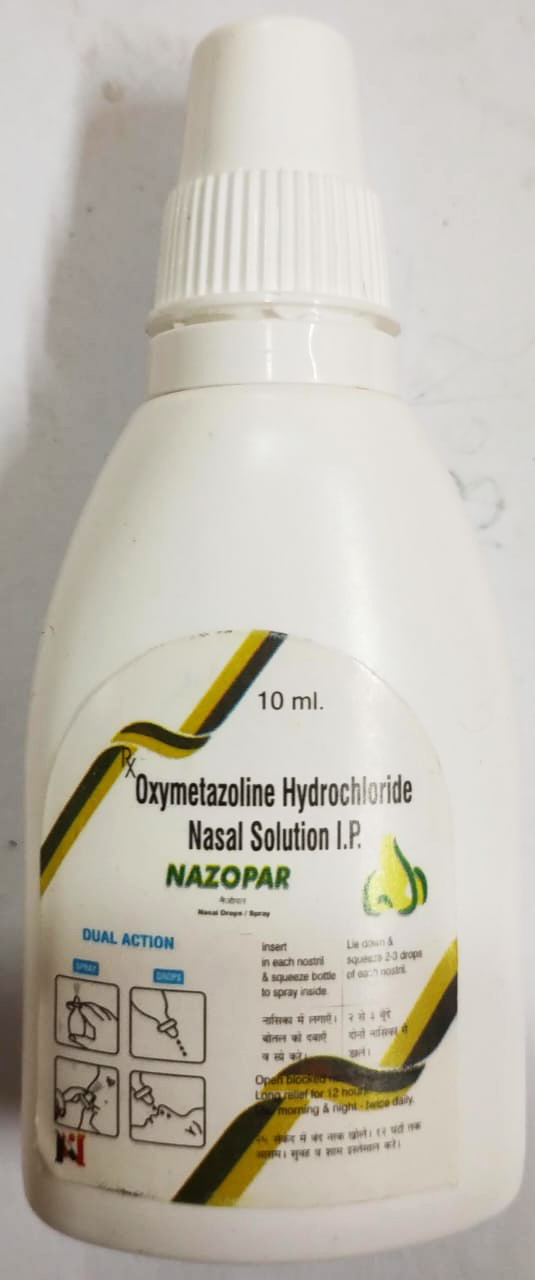 10 ml.
Rx
Oxymetazoline Hydrochloride
Nasal Solution I.P.
NAZOPAR
Nasal Drops / Spray
DUAL ACTION
SPRAY
DROPS
insert
in each nostril
& squeeze bottle
to spray inside.
Lie down &
squeeze 2-3 drops
of each nostril.
नासिका में लगाएँ।
बोतल को दबाएँ
व स्प्रे करें।
२ से ३ बूंदे
दोनों नासिका में
डालें।
Open blocked
Long relief for 12 hours
morning & night - twice daily.
सेकंद में बंद नाक खोले। १२ घंटों तक
आराम। सुबह व शाम इस्तेमाल करें।